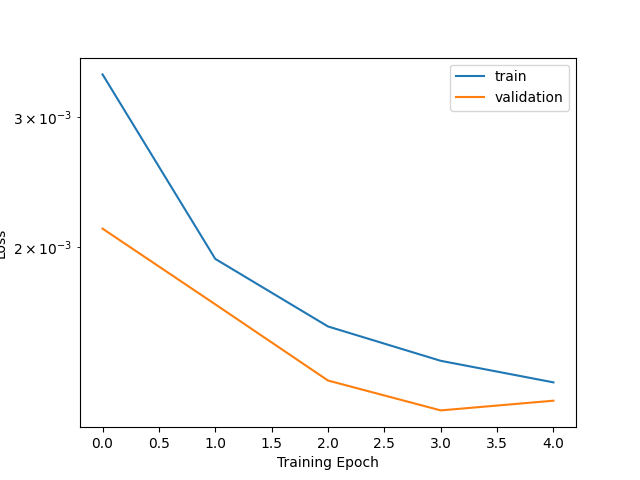 train
validation
3 × 10⁻³
2 × 10⁻³
Loss
0.0 0.5 1.0 1.5 2.0 2.5 3.0 3.5 4.0
Training Epoch